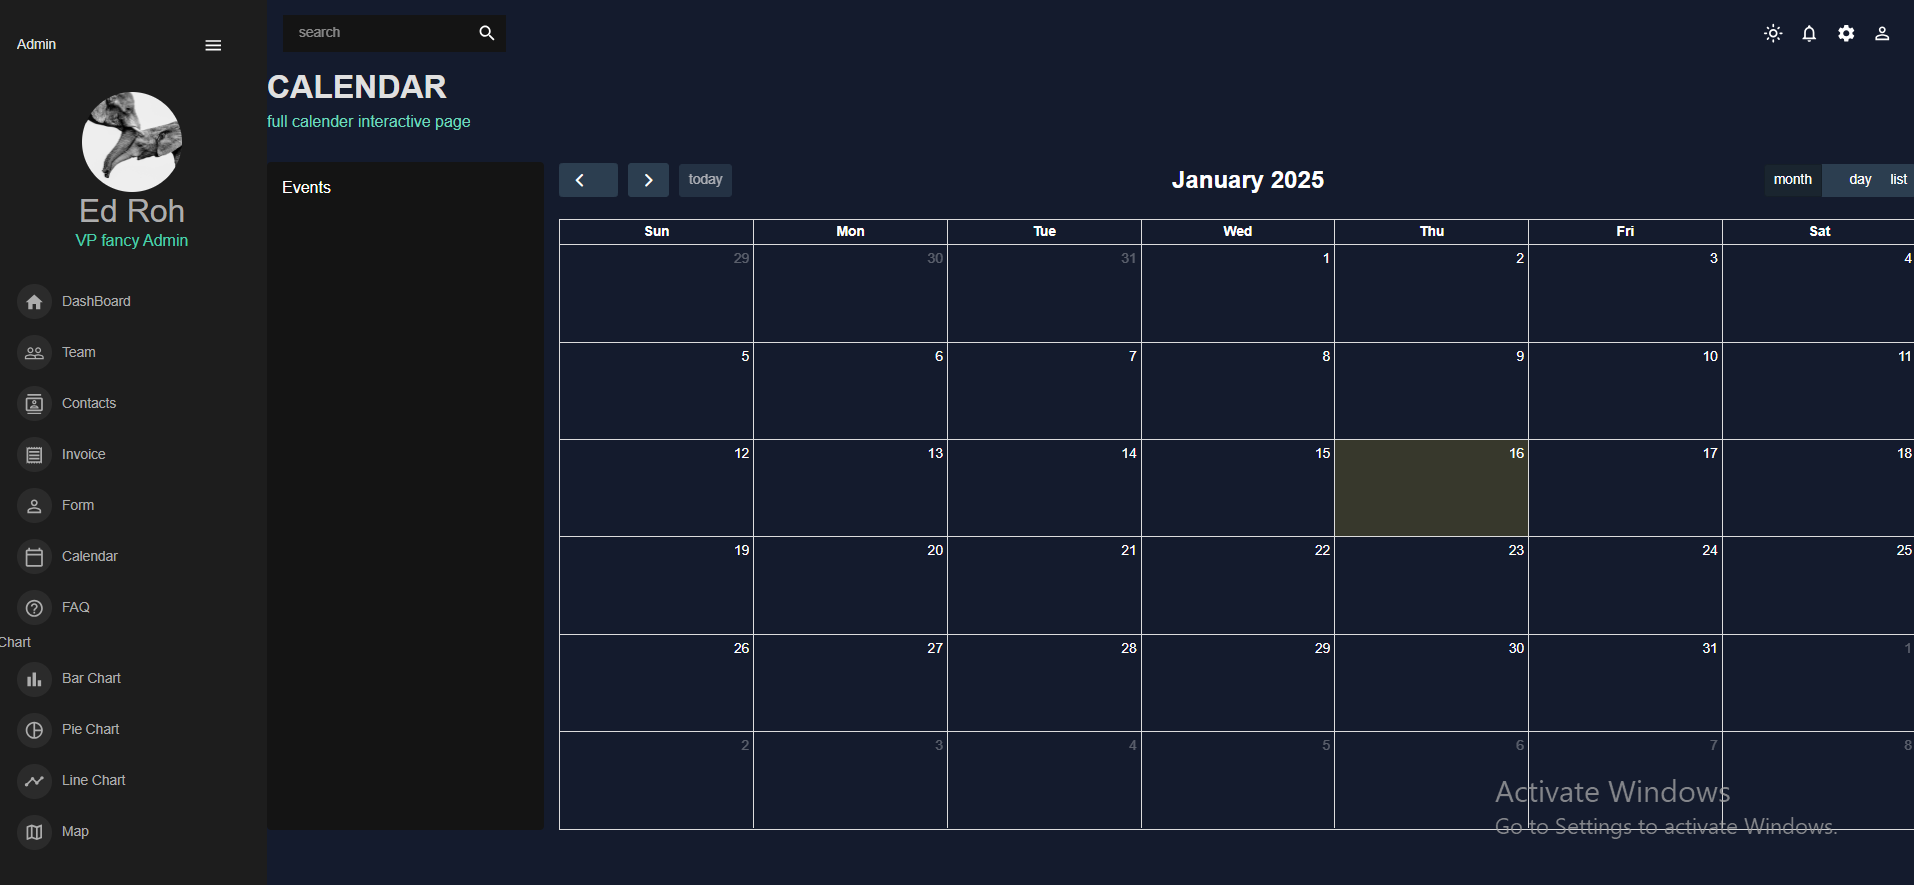 Admin
search
CALENDAR
full calender interactive page
Ed Roh
VP fancy Admin
DashBoard
Team
Contacts
Invoice
Form
Calendar
FAQ
Chart
Bar Chart
Pie Chart
Line Chart
Map
Events
today
January 2025
month day list
Sun Mon Tue Wed Thu Fri Sat
29 30 31 1 2 3 4
5 6 7 8 9 10 11
12 13 14 15 16 17 18
19 20 21 22 23 24 25
26 27 28 29 30 31 1
2 3 4 5 6 7 8
Activate Windows
Go to Settings to activate Windows.